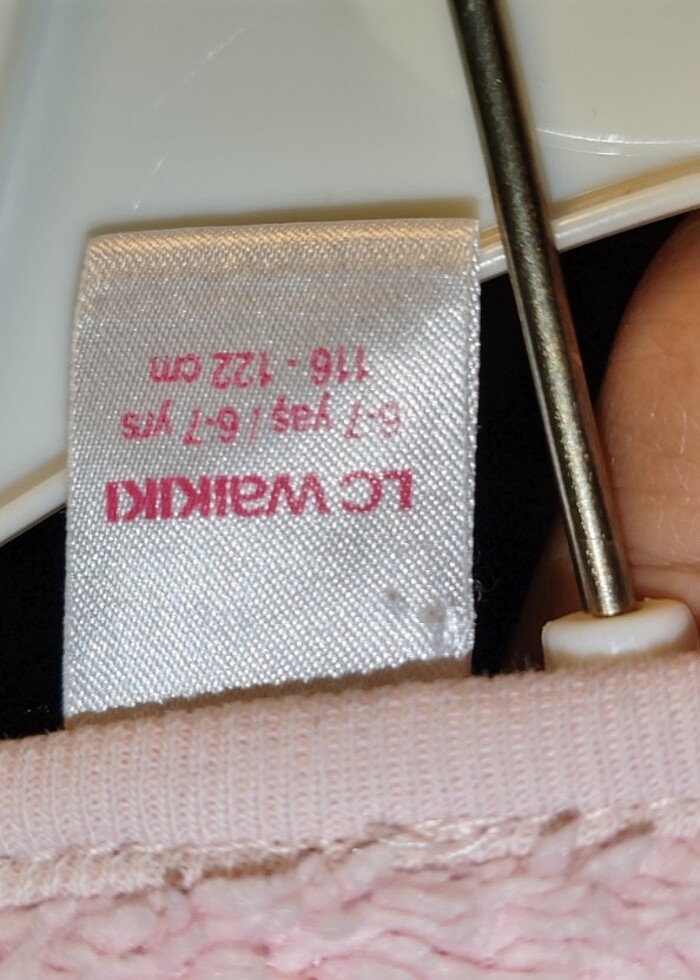 LC WAIKIKI
6-7 yaş / 6-7 yrs
116 - 122 cm